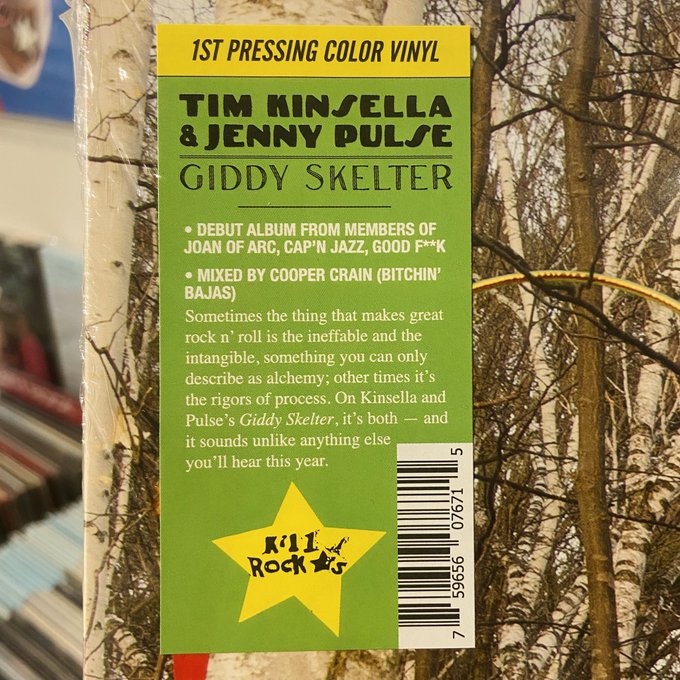 1ST PRESSING COLOR VINYL
TIM KINSELLA
& JENNY PULSE
GIDDY SKELTER
• DEBUT ALBUM FROM MEMBERS OF
JOAN OF ARC, CAP'N JAZZ, GOOD F**K
• MIXED BY COOPER CRAIN (BITCHIN'
BAJAS)
Sometimes the thing that makes great
rock n' roll is the ineffable and the
intangible, something you can only
describe as alchemy; other times it's
the rigors of process. On Kinsella and
Pulse's Giddy Skelter, it's both — and
it sounds unlike anything else
you'll hear this year.
Kill
ROCK ★'s
7 59656 07671 5